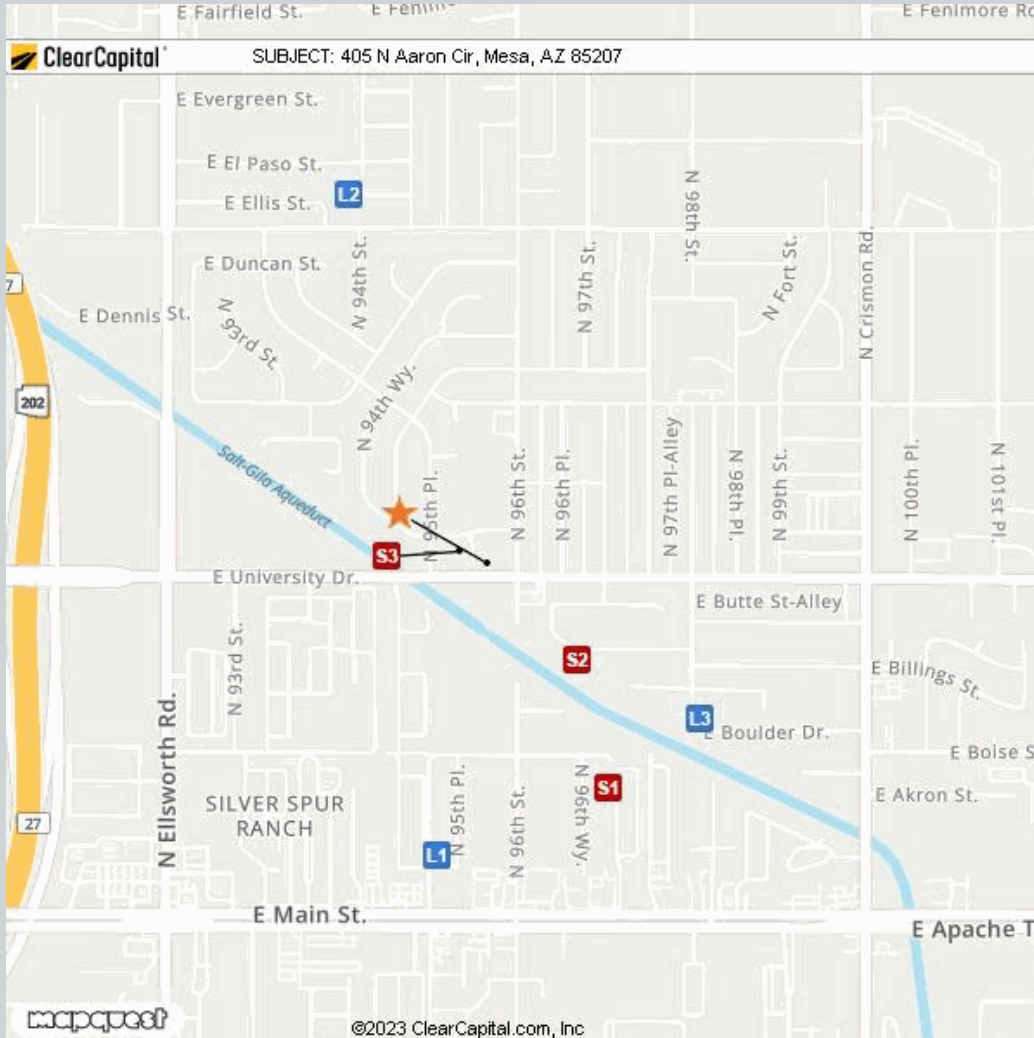 E Fairfield St.
E Fenimore Rd
ClearCapital
SUBJECT: 405 N Aaron Cir, Mesa, AZ 85207
E Evergreen St.
E El Paso St.
L2
E Ellis St.
N 98th St.
N 94th St.
N 97th St.
N Fort St.
N Crismon Rd.
E Duncan St.
7
E Dennis St.
N 93rd St.
202
N 94th Wy.
Salt-Gila Aqueduct
N 95th Pl.
N 96th St.
N 96th Pl.
N 97th Pl-Alley
N 98th Pl.
N 99th St.
N 100th Pl.
N 101st Pl.
S3
E University Dr.
E Butte St-Alley
N 93rd St.
S2
E Billings St.
N Ellsworth Rd.
L3
E Boulder Dr.
E Boise S
N 95th Pl.
N 96th St.
N 96th Wy.
S1
E Akron St.
SILVER SPUR
RANCH
27
L1
E Main St.
E Apache T
mapquest
©2023 ClearCapital.com, Inc